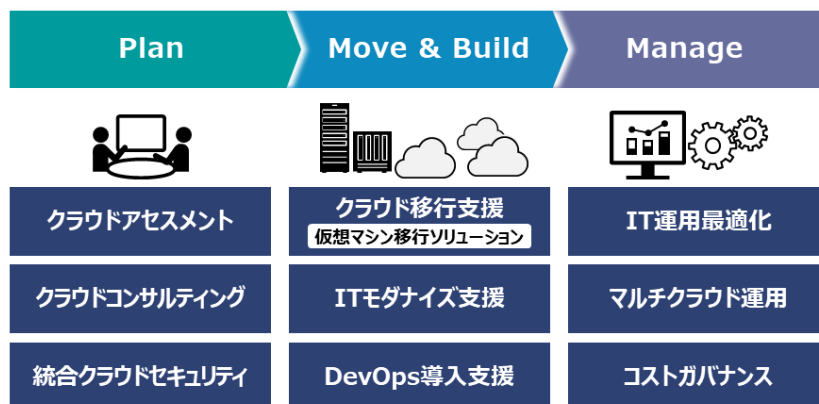 Plan
Move & Build
Manage
クラウドアセスメント
クラウド移行支援
仮想マシン移行ソリューション
IT運用最適化
クラウドコンサルティング
ITモダナイズ支援
マルチクラウド運用
統合クラウドセキュリティ
DevOps導入支援
コストガバナンス